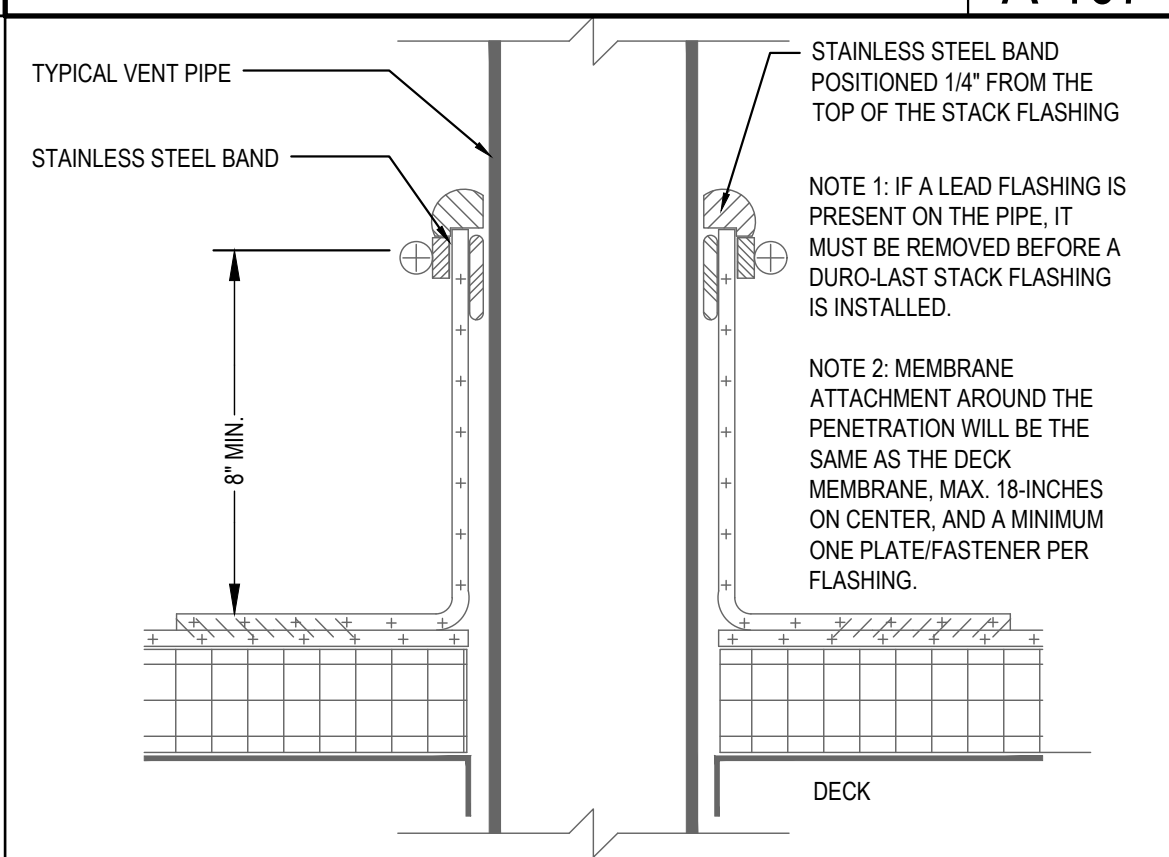 TYPICAL VENT PIPE
STAINLESS STEEL BAND
8" MIN.
STAINLESS STEEL BAND
POSITIONED 1/4" FROM THE
TOP OF THE STACK FLASHING
NOTE 1: IF A LEAD FLASHING IS
PRESENT ON THE PIPE, IT
MUST BE REMOVED BEFORE A
DURO-LAST STACK FLASHING
IS INSTALLED.
NOTE 2: MEMBRANE
ATTACHMENT AROUND THE
PENETRATION WILL BE THE
SAME AS THE DECK
MEMBRANE, MAX. 18-INCHES
ON CENTER, AND A MINIMUM
ONE PLATE/FASTENER PER
FLASHING.
DECK